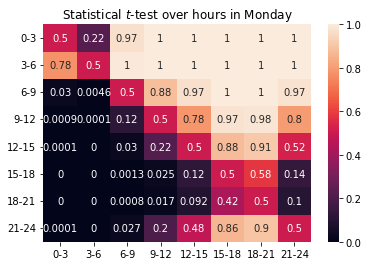 Statistical t-test over hours in Monday
0-3 0.5 0.22 0.97 1 1 1 1 1
3-6 0.78 0.5 1 1 1 1 1 1
6-9 0.03 0.0046 0.5 0.88 0.97 1 1 0.97
9-12 0.0009 0.0001 0.12 0.5 0.78 0.97 0.98 0.8
12-15 0.0001 0 0.03 0.22 0.5 0.88 0.91 0.52
15-18 0 0 0.0013 0.025 0.12 0.5 0.58 0.14
18-21 0 0 0.0008 0.017 0.092 0.42 0.5 0.1
21-24 0.0001 0 0.027 0.2 0.48 0.86 0.9 0.5
0-3 3-6 6-9 9-12 12-15 15-18 18-21 21-24
1.0
0.8
0.6
0.4
0.2
0.0